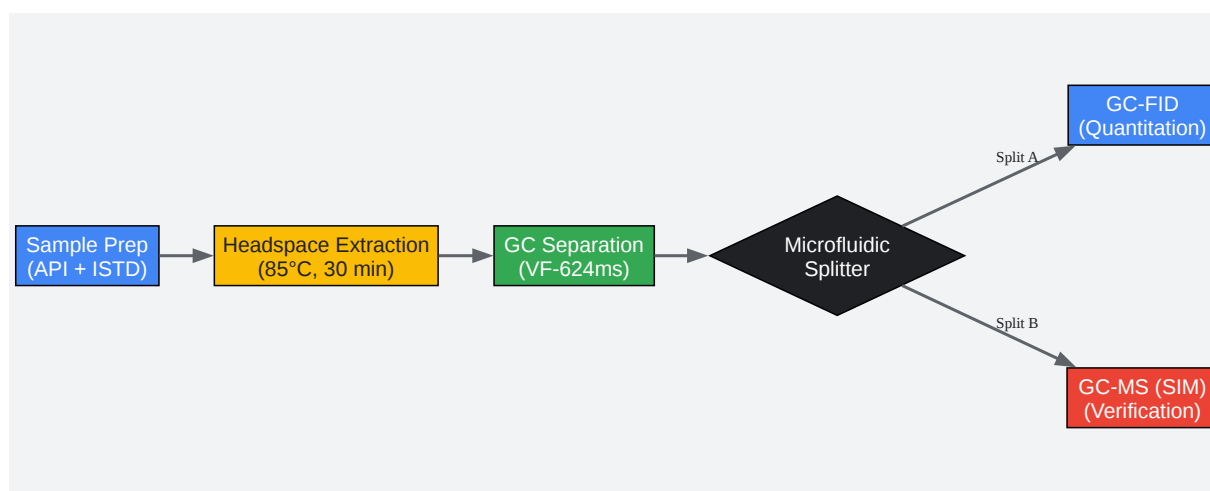 Sample Prep
(API + ISTD)
Headspace Extraction
(85°C, 30 min)
GC Separation
(VF-624ms)
Microfluidic
Splitter
Split A
GC-FID
(Quantitation)
Split B
GC-MS (SIM)
(Verification)